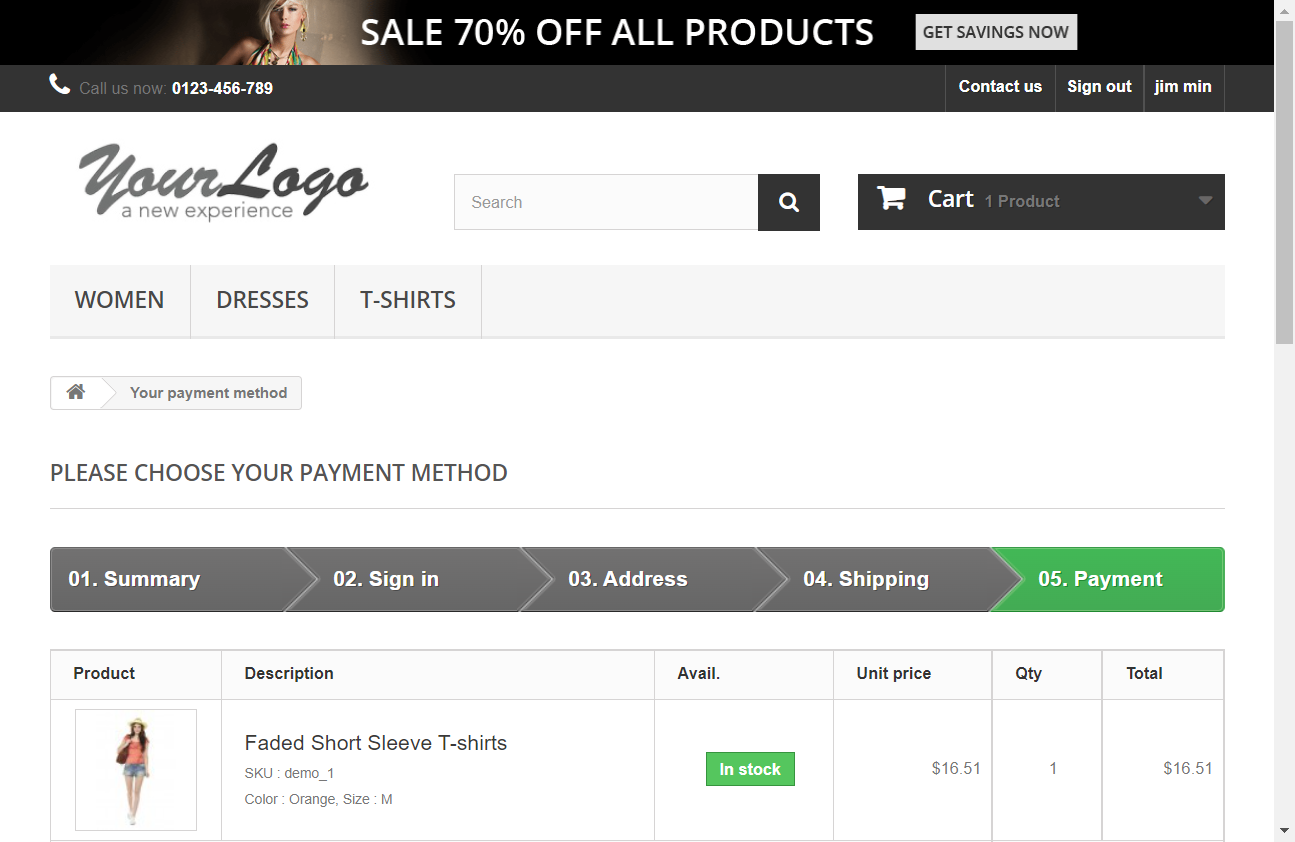 SALE 70% OFF ALL PRODUCTS GET SAVINGS NOW
Call us now: 0123-456-789 Contact us Sign out jim min
YourLogo
a new experience
Search
Cart 1 Product
WOMEN DRESSES T-SHIRTS
Your payment method
PLEASE CHOOSE YOUR PAYMENT METHOD
01. Summary 02. Sign in 03. Address 04. Shipping 05. Payment
Product Description Avail. Unit price Qty Total
Faded Short Sleeve T-shirts
SKU : demo_1
Color : Orange, Size : M
In stock $16.51 1 $16.51